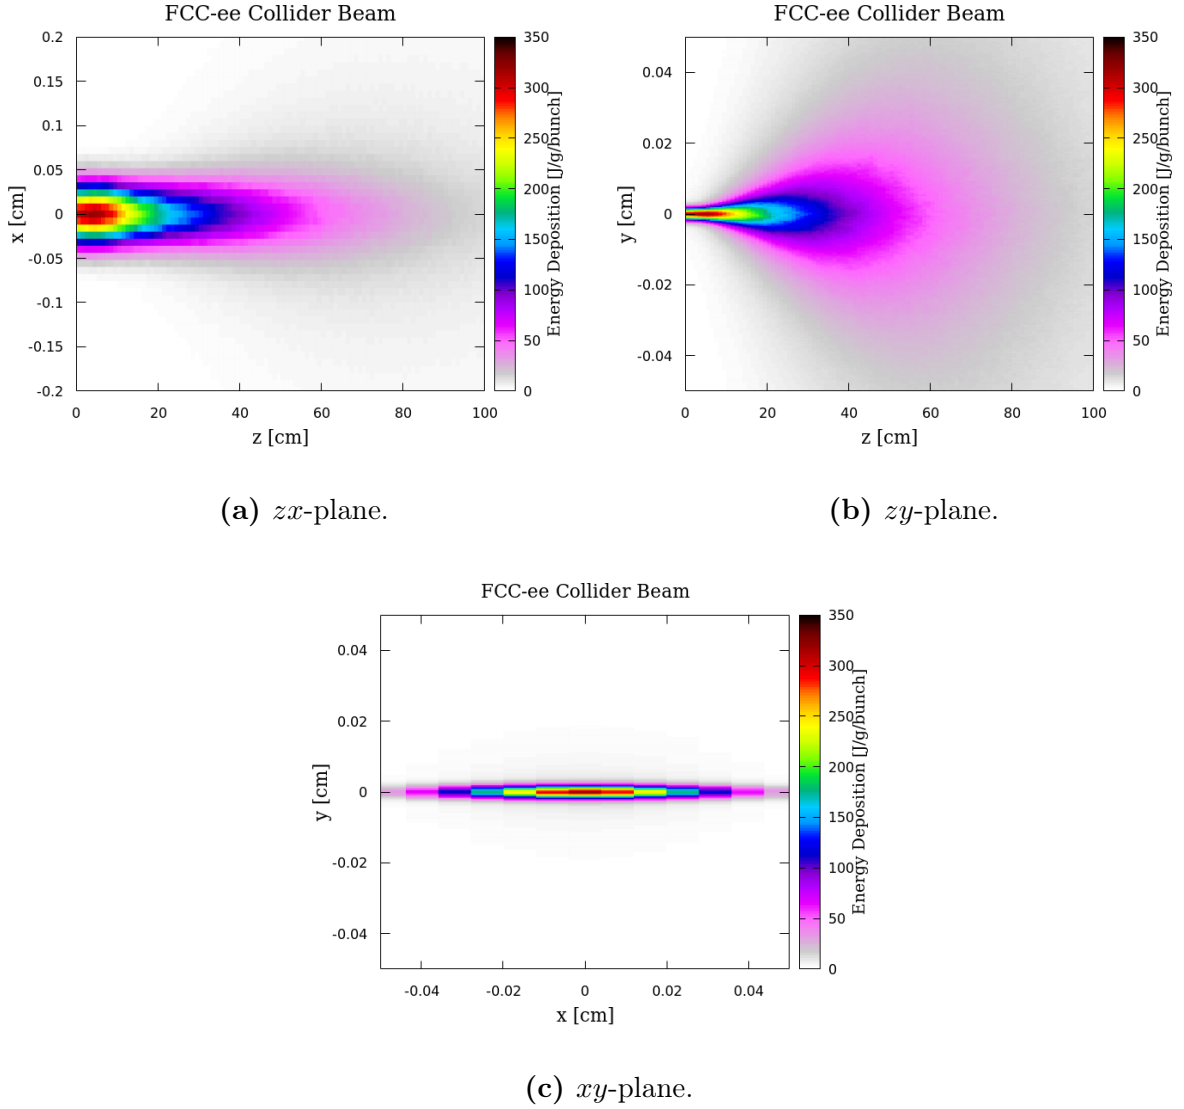 FCC-ee Collider Beam
0.2
0.15
0.1
0.05
0
-0.05
-0.1
-0.15
-0.2
x [cm]
0 20 40 60 80 100
z [cm]
350
300
250
200
150
100
50
0
Energy Deposition [J/g/bunch]
(a) zx-plane.
FCC-ee Collider Beam
0.04
0.02
0
-0.02
-0.04
y [cm]
0 20 40 60 80 100
z [cm]
350
300
250
200
150
100
50
0
Energy Deposition [J/g/bunch]
(b) zy-plane.
FCC-ee Collider Beam
0.04
0.02
0
-0.02
-0.04
y [cm]
-0.04 -0.02 0 0.02 0.04
x [cm]
350
300
250
200
150
100
50
0
Energy Deposition [J/g/bunch]
(c) xy-plane.